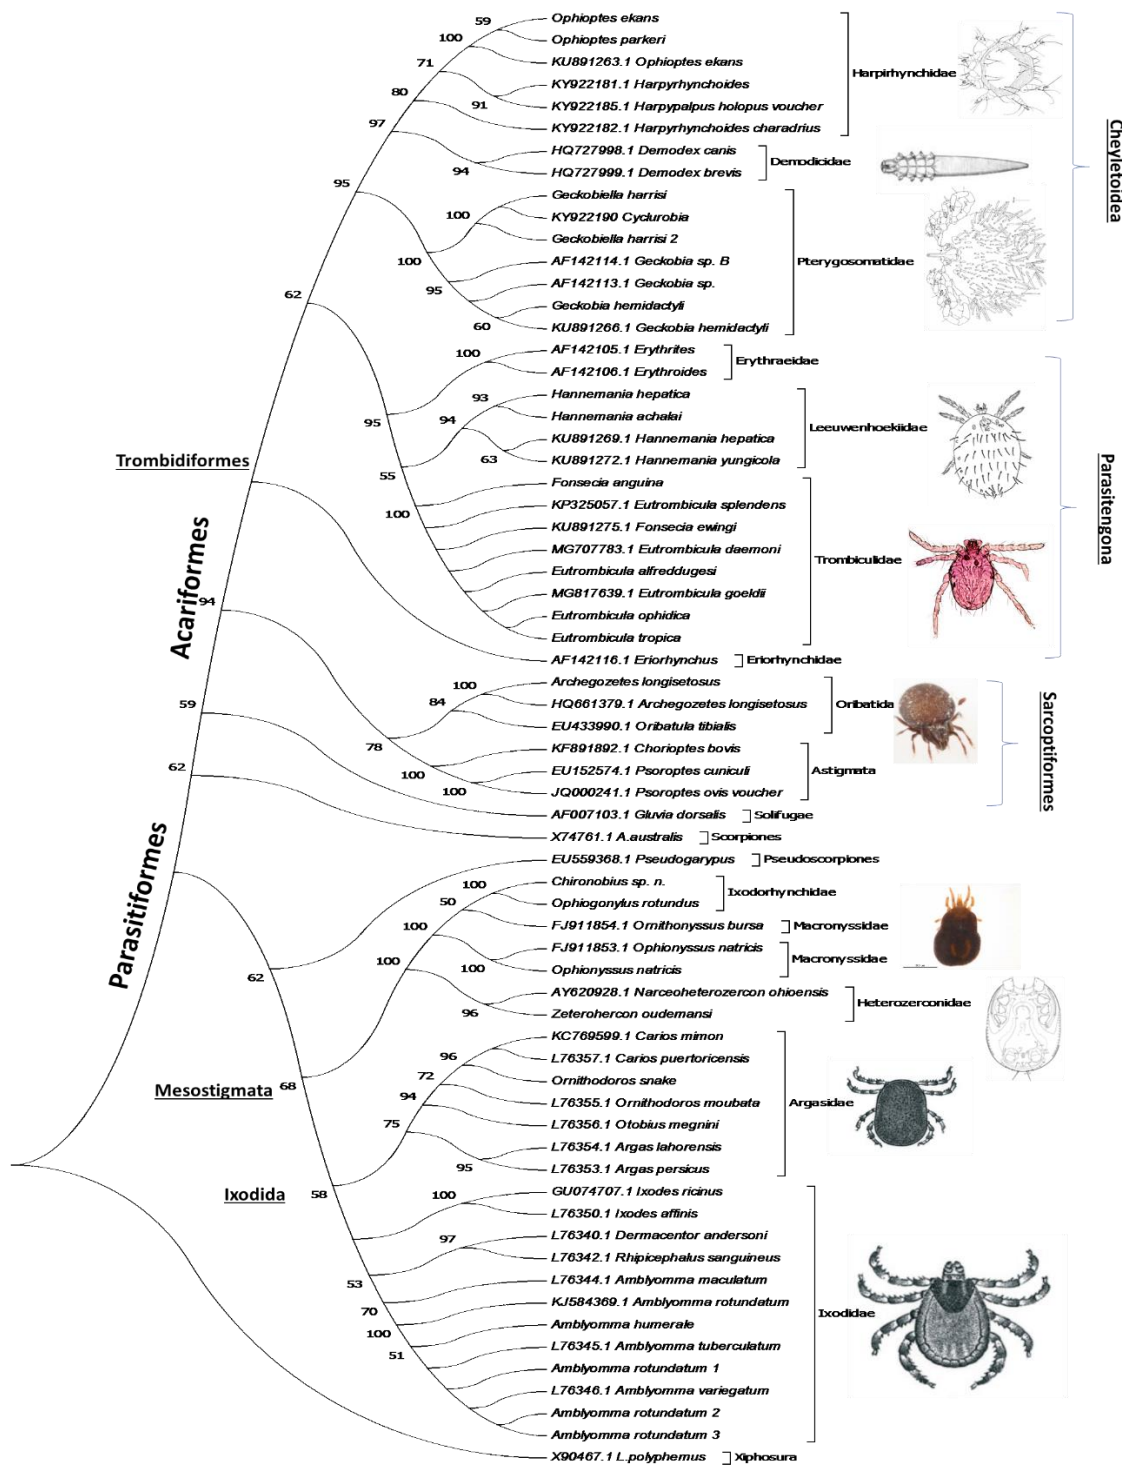 59
Ophioptes ekans
100
Ophioptes parkeri
71
KU891263.1 Ophioptes ekans
80
KY922181.1 Harpyrhynchoides
Harpirhynchidae
91
KY922185.1 Harpypalpus holopus voucher
97
KY922182.1 Harpyrhynchoides charadrius
HQ727998.1 Demodex canis
Demodicidae
94
HQ727999.1 Demodex brevis
Cheyletoidea
95
Geckobiella harrisi
100
KY922190 Cyclurobia
Geckobiella harrisi 2
100
AF142114.1 Geckobia sp. B
Pterygosomatidae
95
AF142113.1 Geckobia sp.
62
Geckobia hemidactyli
60
KU891266.1 Geckobia hemidactyli
100
AF142105.1 Erythrites
Erythraeidae
AF142106.1 Erythroides
93
Hannemania hepatica
95
94
Hannemania achalai
Leeuwenhoekiidae
KU891269.1 Hannemania hepatica
63
KU891272.1 Hannemania yungicola
Trombidiformes
55
Fonsecia anguina
Parasitengona
100
KP325057.1 Eutrombicula splendens
KU891275.1 Fonsecia ewingi
MG707783.1 Eutrombicula daemoni
Trombiculidae
Eutrombicula alfreddugesi
Acariformes
94
MG817639.1 Eutrombicula goeldii
Eutrombicula ophidica
Eutrombicula tropica
AF142116.1 Eriorhynchus
Eriorhynchidae
100
Archegozetes longisetosus
84
HQ661379.1 Archegozetes longisetosus
Oribatida
59
EU433990.1 Oribatula tibialis
78
KF891892.1 Chorioptes bovis
Sarcoptiformes
62
100
EU152574.1 Psoroptes cuniculi
Astigmata
100
JQ000241.1 Psoroptes ovis voucher
AF007103.1 Gluvia dorsalis
Solifugae
X74761.1 A.australis
Scorpiones
EU559368.1 Pseudogarypus
Pseudoscorpiones
Parasitiformes
100
Chironobius sp. n.
Ixodorhynchidae
50
Ophiogonylus rotundus
100
FJ911854.1 Ornithonyssus bursa
Macronyssidae
FJ911853.1 Ophionyssus natricis
Macronyssidae
100
100
Ophionyssus natricis
62
AY620928.1 Narceoheterozercon ohioensis
Heterozerconidae
96
Zeterohercon oudemansi
KC769599.1 Carios mimon
96
L76357.1 Carios puertoricensis
Mesostigmata
68
72
Ornithodoros snake
94
L76355.1 Ornithodoros moubata
Argasidae
75
L76356.1 Otobius megnini
L76354.1 Argas lahorensis
95
L76353.1 Argas persicus
Ixodida
58
100
GU074707.1 Ixodes ricinus
L76350.1 Ixodes affinis
97
L76340.1 Dermacentor andersoni
L76342.1 Rhipicephalus sanguineus
53
L76344.1 Amblyomma maculatum
70
KJ584369.1 Amblyomma rotundatum
Ixodidae
100
Amblyomma humerale
51
L76345.1 Amblyomma tuberculatum
Amblyomma rotundatum 1
L76346.1 Amblyomma variegatum
Amblyomma rotundatum 2
Amblyomma rotundatum 3
X90467.1 L.polyphemus
Xiphosura